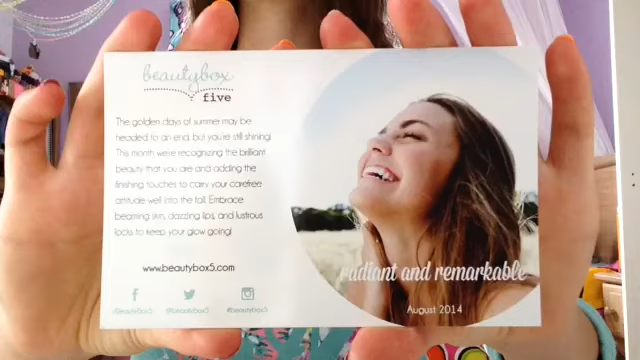 beautybox
five
The golden days of summer may be
headed to an end, but you're still shining.
This month we're recognizing the brilliant
beauty that you are and adding the
finishing touches to carry your carefree
attitude well into the fall. Embrace
beaming skin, dazzling lips, and lustrous
locks to keep your glow going!
www.beautybox5.com
@Beautybox5 @beautybox5 #beautybox5
radiant and remarkable
August 2014